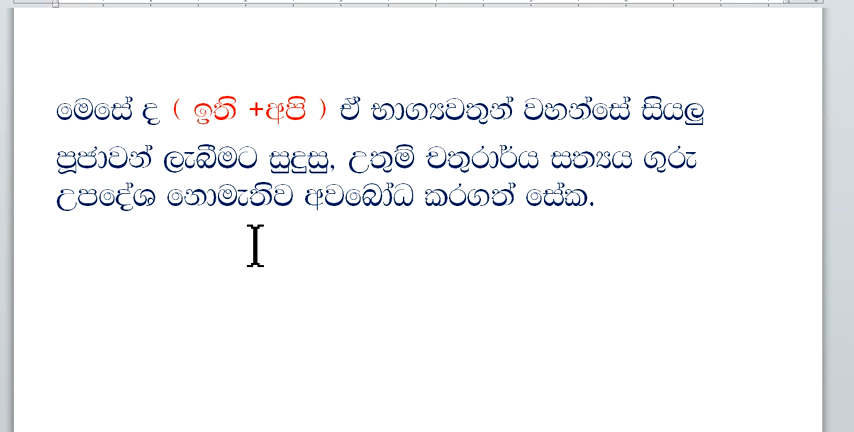 මෙසේ ද ( ඉති +අපි ) ඒ භාග්‍යවතුන් වහන්සේ සියලු
පූජාවන් ලැබීමට සුදුසු, උතුම් චතුරාර්ය සත්‍යය ගුරු
උපදේශ නොමැතිව අවබෝධ කරගත් සේක.